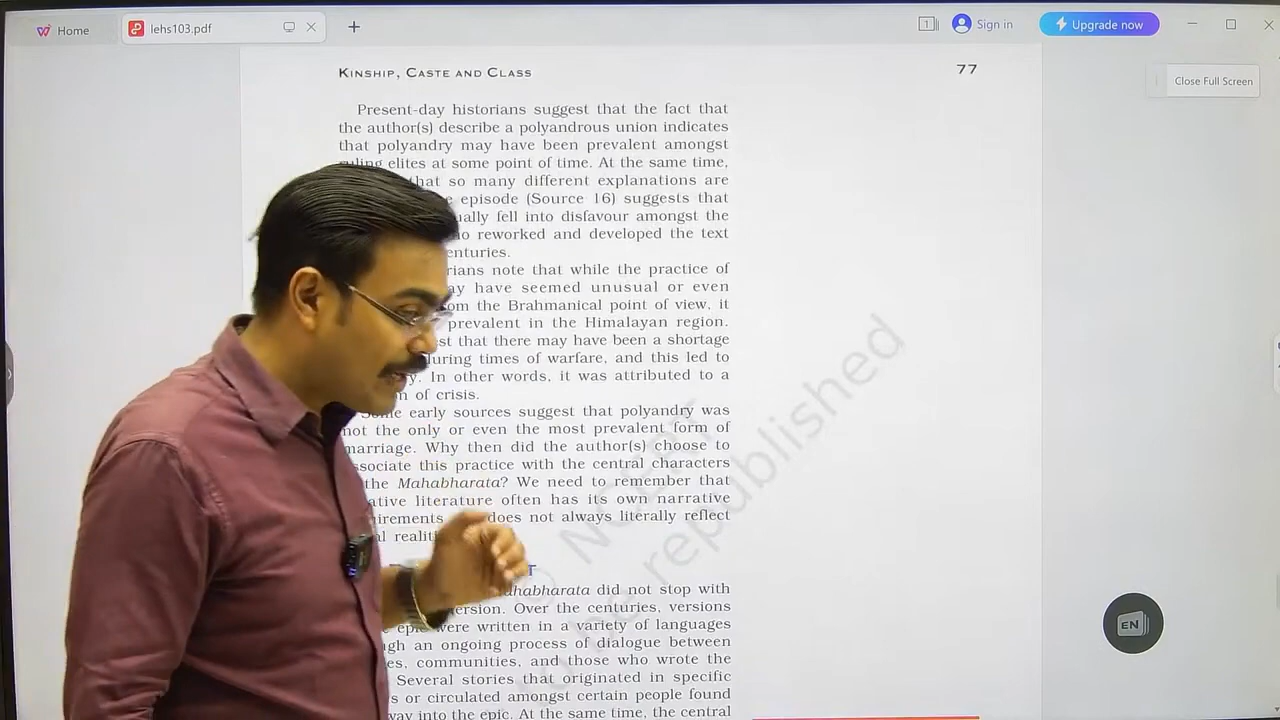 Home
lehs103.pdf
1
Sign in
Upgrade now
Close Full Screen
KINSHIP, CASTE AND CLASS
77
Present-day historians suggest that the fact that
the author(s) describe a polyandrous union indicates
that polyandry may have been prevalent amongst
ruling elites at some point of time. At the same time,
that so many different explanations are
episode (Source 16) suggests that
ually fell into disfavour amongst the
reworked and developed the text
enturies.
rians note that while the practice of
ay have seemed unusual or even
om the Brahmanical point of view, it
prevalent in the Himalayan region.
st that there may have been a shortage
during times of warfare, and this led to
y. In other words, it was attributed to a
n of crisis.
Some early sources suggest that polyandry was
not the only or even the most prevalent form of
marriage. Why then did the author(s) choose to
associate this practice with the central characters
the Mahabharata? We need to remember that
ative literature often has its own narrative
irements does not always literally reflect
al realiti
T
ahabharata did not stop with
ersion. Over the centuries, versions
epic were written in a variety of languages
gh an ongoing process of dialogue between
es, communities, and those who wrote the
Several stories that originated in specific
s or circulated amongst certain people found
way into the epic. At the same time, the central
© NCERT
be republished
EN